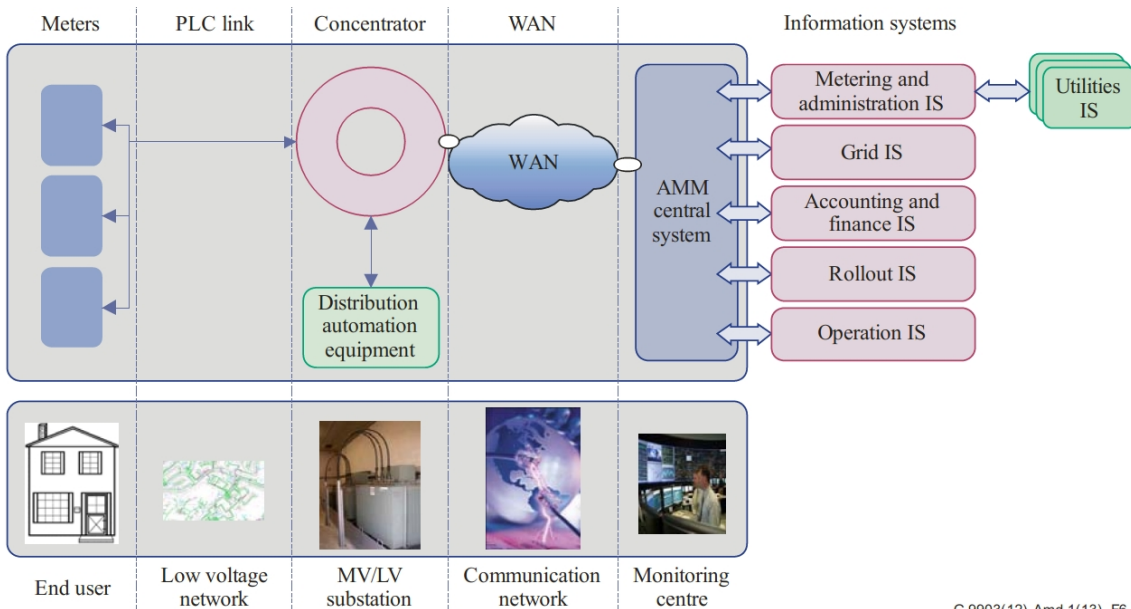 Meters
PLC link
Concentrator
WAN
Information systems
WAN
AMM
central
system
Metering and
administration IS
Utilities
IS
Grid IS
Accounting and
finance IS
Rollout IS
Operation IS
Distribution
automation
equipment
End user
Low voltage
network
MV/LV
substation
Communication
network
Monitoring
centre